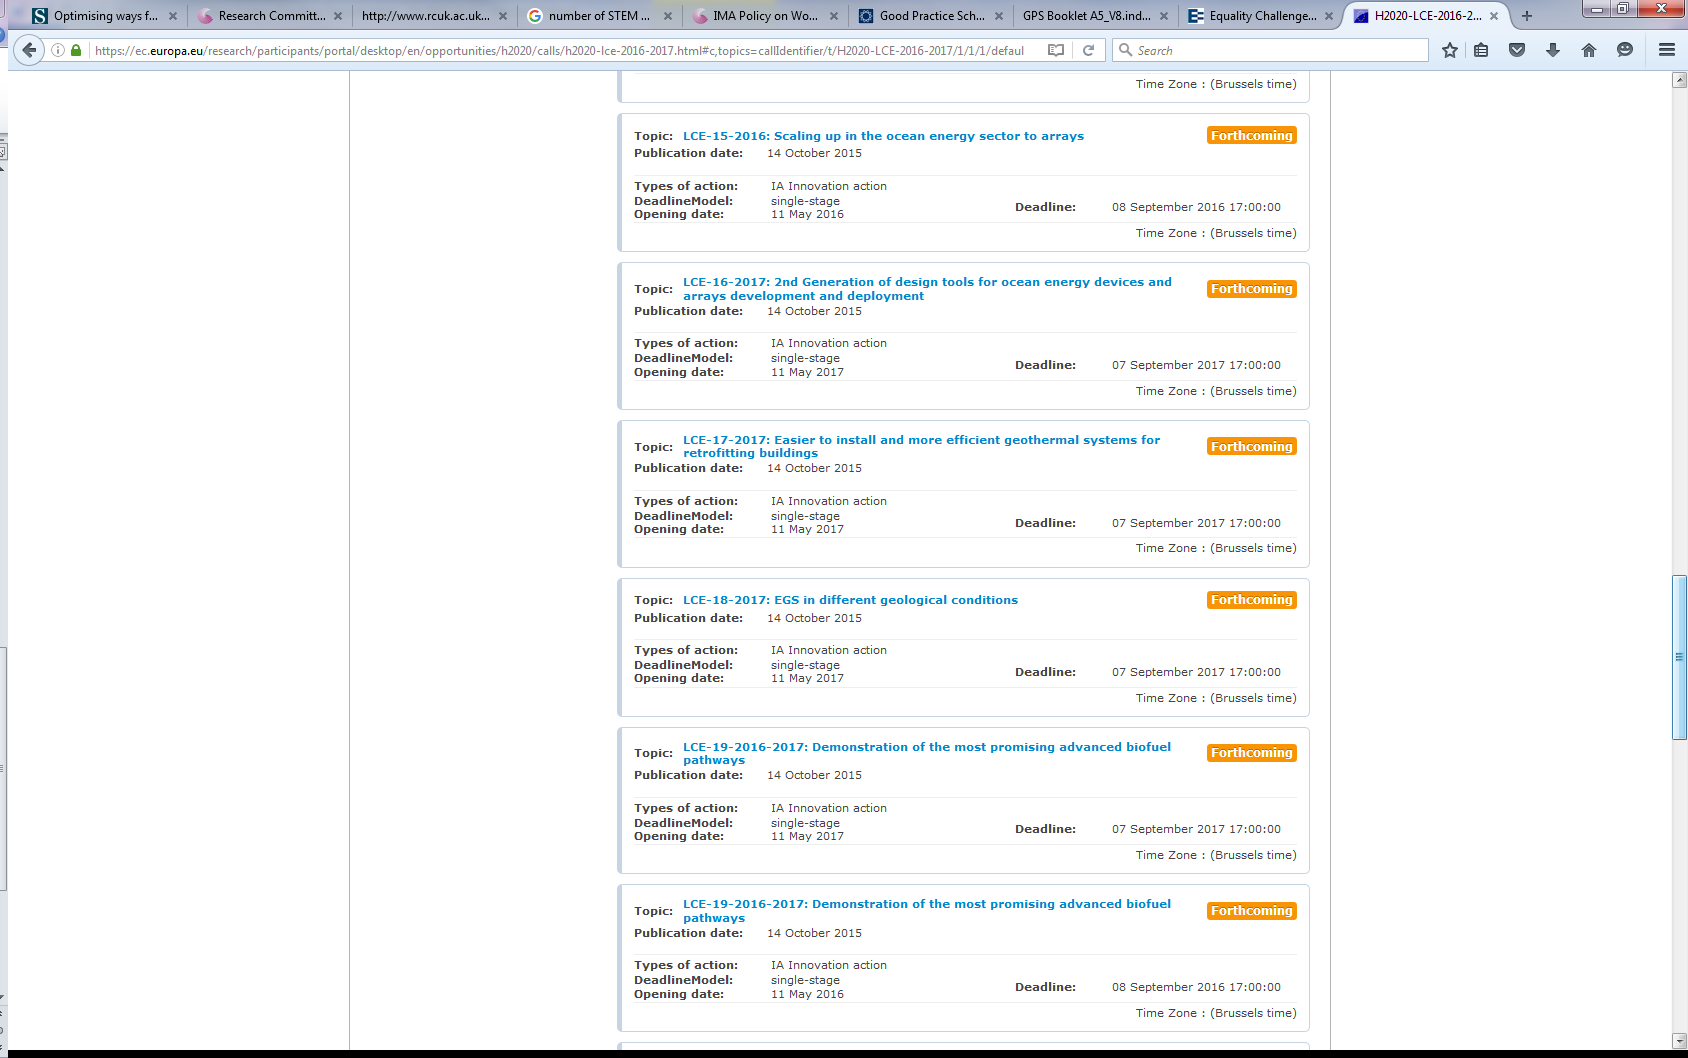 Optimising ways f...
Research Committ...
http://www.rcuk.ac.uk...
number of STEM ...
IMA Policy on Wo...
Good Practice Sch...
GPS Booklet A5_V8.ind...
Equality Challenge...
H2020-LCE-2016-2...
https://ec.europa.eu/research/participants/portal/desktop/en/opportunities/h2020/calls/h2020-lce-2016-2017.html#c,topics=callIdentifier/t/H2020-LCE-2016-2017/1/1/1/defaul
Search
Time Zone : (Brussels time)
Topic: LCE-15-2016: Scaling up in the ocean energy sector to arrays Forthcoming
Publication date: 14 October 2015
Types of action: IA Innovation action
DeadlineModel: single-stage
Opening date: 11 May 2016 Deadline: 08 September 2016 17:00:00
Time Zone : (Brussels time)
Topic: LCE-16-2017: 2nd Generation of design tools for ocean energy devices and
arrays development and deployment Forthcoming
Publication date: 14 October 2015
Types of action: IA Innovation action
DeadlineModel: single-stage
Opening date: 11 May 2017 Deadline: 07 September 2017 17:00:00
Time Zone : (Brussels time)
Topic: LCE-17-2017: Easier to install and more efficient geothermal systems for
retrofitting buildings Forthcoming
Publication date: 14 October 2015
Types of action: IA Innovation action
DeadlineModel: single-stage
Opening date: 11 May 2017 Deadline: 07 September 2017 17:00:00
Time Zone : (Brussels time)
Topic: LCE-18-2017: EGS in different geological conditions Forthcoming
Publication date: 14 October 2015
Types of action: IA Innovation action
DeadlineModel: single-stage
Opening date: 11 May 2017 Deadline: 07 September 2017 17:00:00
Time Zone : (Brussels time)
Topic: LCE-19-2016-2017: Demonstration of the most promising advanced biofuel
pathways Forthcoming
Publication date: 14 October 2015
Types of action: IA Innovation action
DeadlineModel: single-stage
Opening date: 11 May 2017 Deadline: 07 September 2017 17:00:00
Time Zone : (Brussels time)
Topic: LCE-19-2016-2017: Demonstration of the most promising advanced biofuel
pathways Forthcoming
Publication date: 14 October 2015
Types of action: IA Innovation action
DeadlineModel: single-stage
Opening date: 11 May 2016 Deadline: 08 September 2016 17:00:00
Time Zone : (Brussels time)